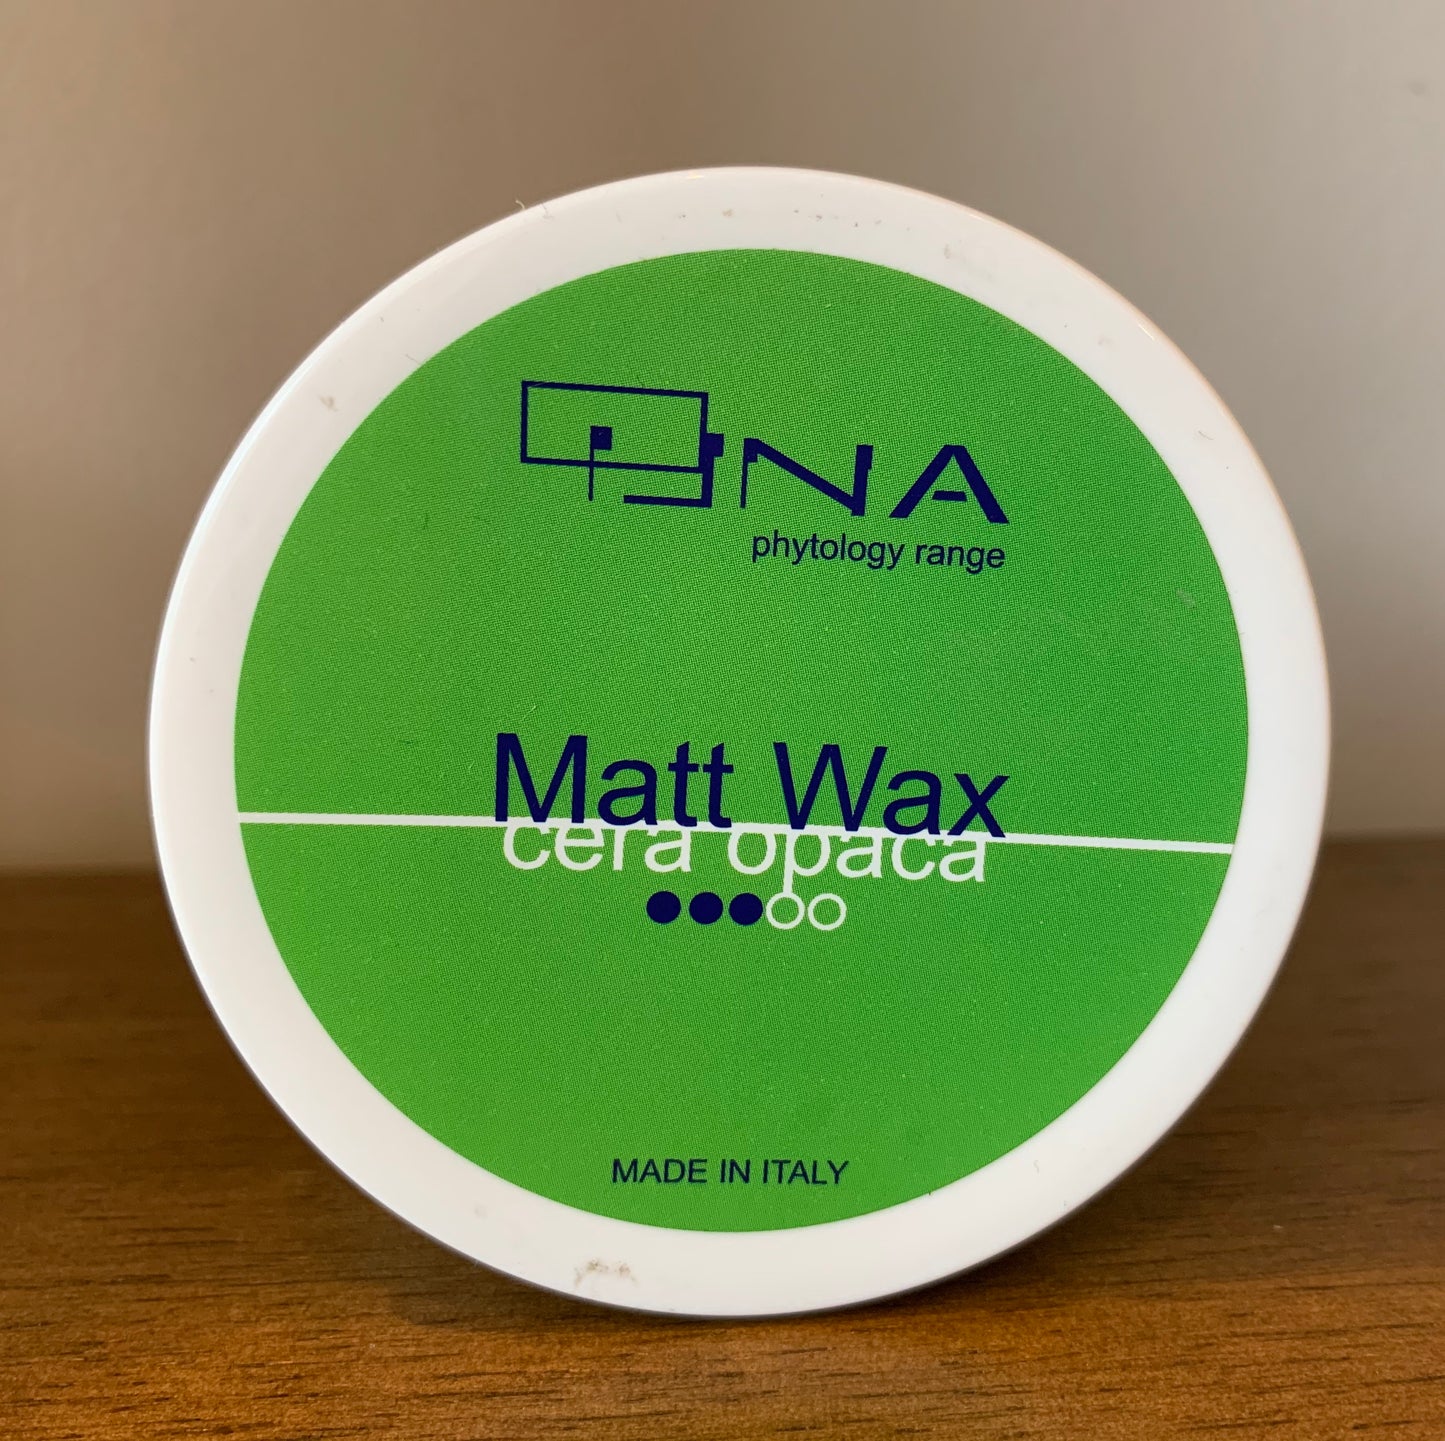 DNA
phytology range
Matt Wax
cera opaca
MADE IN ITALY